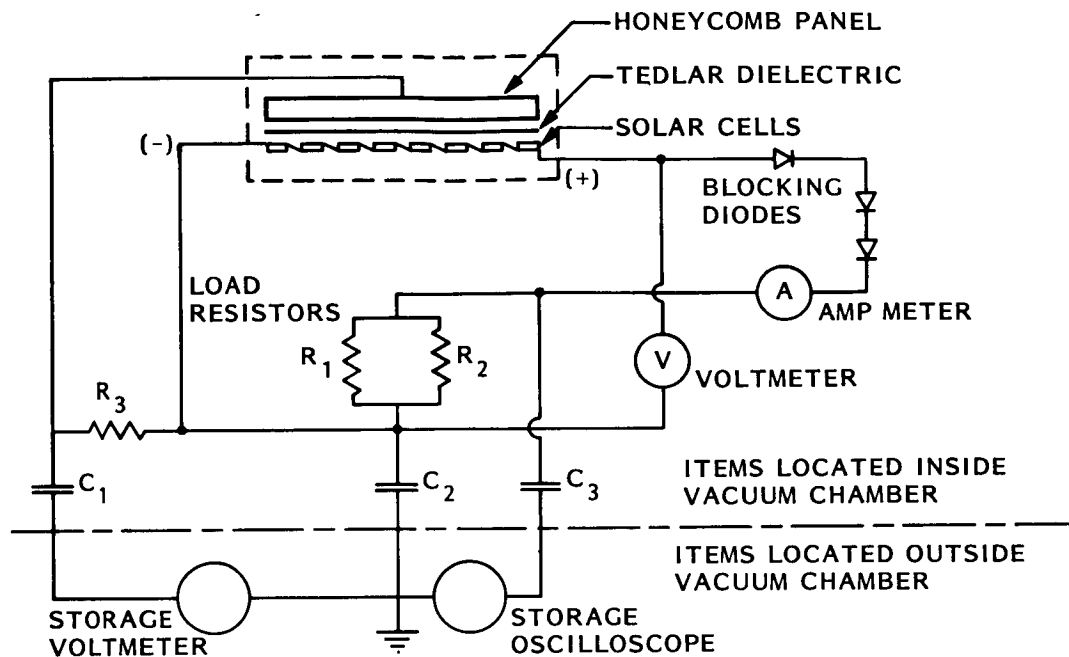 HONEYCOMB PANEL
TEDLAR DIELECTRIC
SOLAR CELLS
(-)
(+)
BLOCKING
DIODES
LOAD
RESISTORS
A
AMP METER
R1
R2
V
VOLTMETER
R3
C1
C2
C3
ITEMS LOCATED INSIDE
VACUUM CHAMBER
ITEMS LOCATED OUTSIDE
VACUUM CHAMBER
STORAGE
VOLTMETER
STORAGE
OSCILLOSCOPE